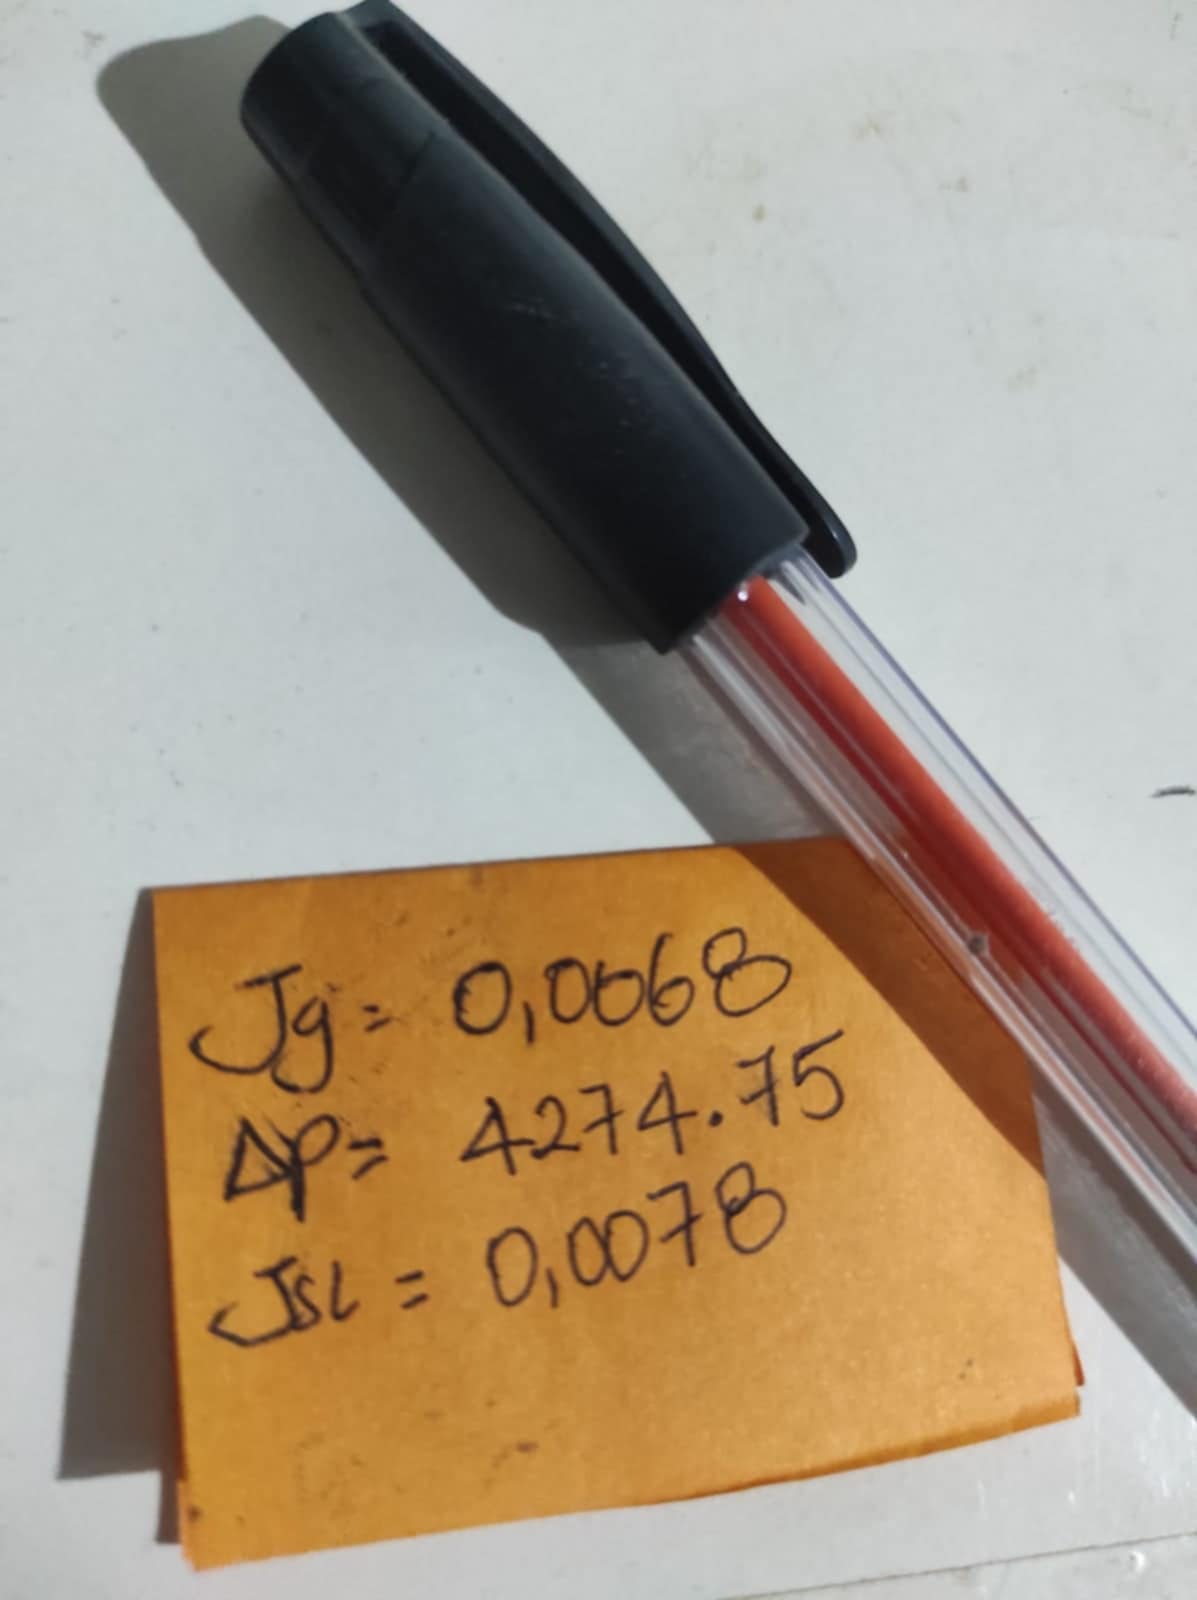 Jg = 0,0068
Δp = 4274.75
JSL = 0,0078